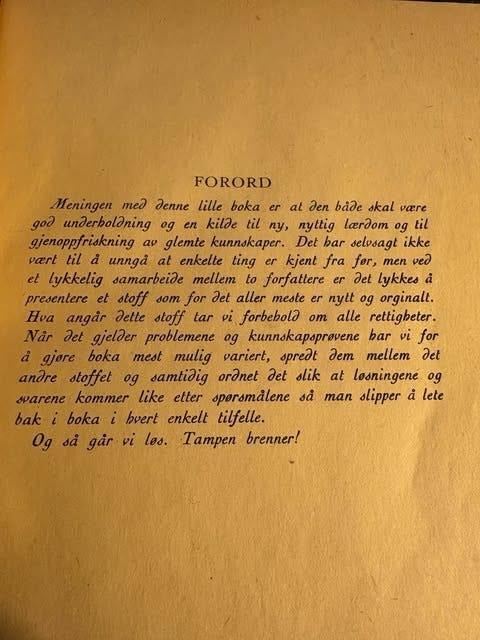 FORORD
Meningen med denne lille boka er at den både skal være
god underholdning og en kilde til ny, nyttig lærdom og til
gjenoppfriskning av glemte kunnskaper. Det har selvsagt ikke
vært til å unngå at enkelte ting er kjent fra før, men ved
et lykkelig samarbeide mellem to forfattere er det lykkes å
presentere et stoff som for det aller meste er nytt og orginalt.
Hva angår dette stoff tar vi forbehold om alle rettigheter.
Når det gjelder problemene og kunnskapsprøvene har vi for
å gjøre boka mest mulig variert, spredt dem mellem det
andre stoffet og samtidig ordnet det slik at løsningene og
svarene kommer like etter spørsmålene så man slipper å lete
bak i boka i hvert enkelt tilfelle.
Og så går vi løs. Tampen brenner!